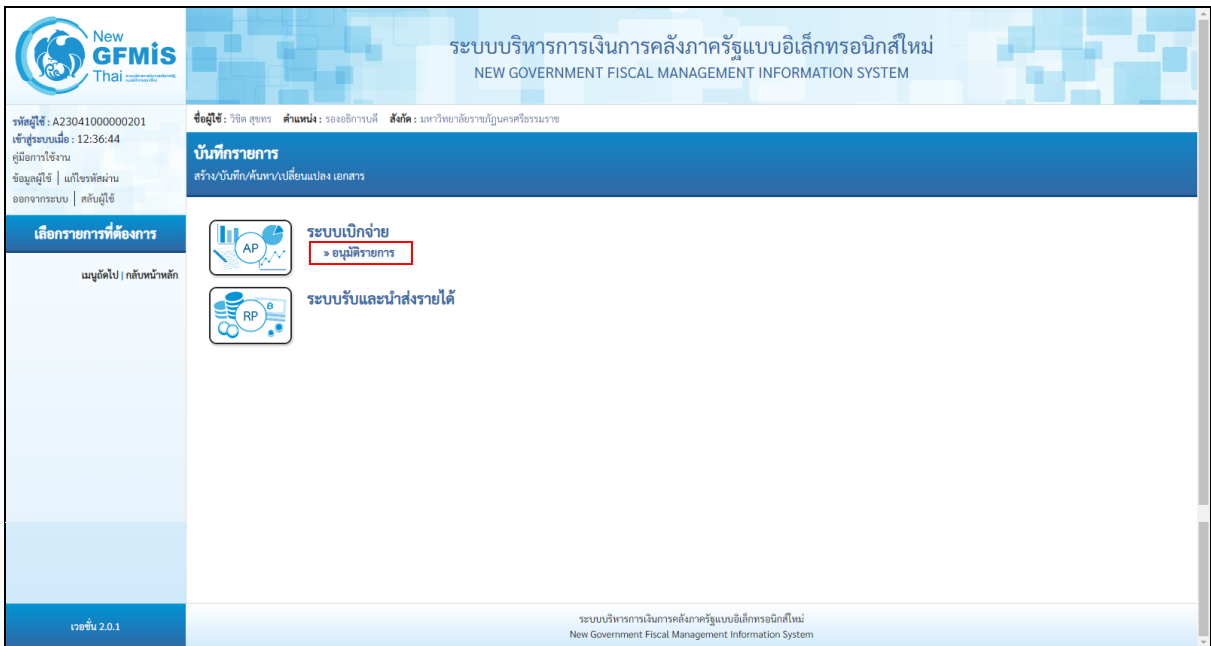 New
GFMIS
Thai
ระบบบริหารการเงินการคลังภาครัฐแบบอิเล็กทรอนิกส์ใหม่
NEW GOVERNMENT FISCAL MANAGEMENT INFORMATION SYSTEM
รหัสผู้ใช้ : A23041000000201
เข้าสู่ระบบเมื่อ : 12:36:44
คู่มือการใช้งาน
ข้อมูลผู้ใช้ | แก้ไขรหัสผ่าน
ออกจากระบบ | สลับผู้ใช้
ชื่อผู้ใช้ : วิชิต สุขทร ตำแหน่ง : รองอธิการบดี สังกัด : มหาวิทยาลัยราชภัฏนครศรีธรรมราช
บันทึกรายการ
สร้าง/บันทึก/ค้นหา/เปลี่ยนแปลง เอกสาร
เลือกรายการที่ต้องการ
เมนูถัดไป | กลับหน้าหลัก
AP
ระบบเบิกจ่าย
» อนุมัติรายการ
RP
ระบบรับและนำส่งรายได้
เวอชั่น 2.0.1
ระบบบริหารการเงินการคลังภาครัฐแบบอิเล็กทรอนิกส์ใหม่
New Government Fiscal Management Information System